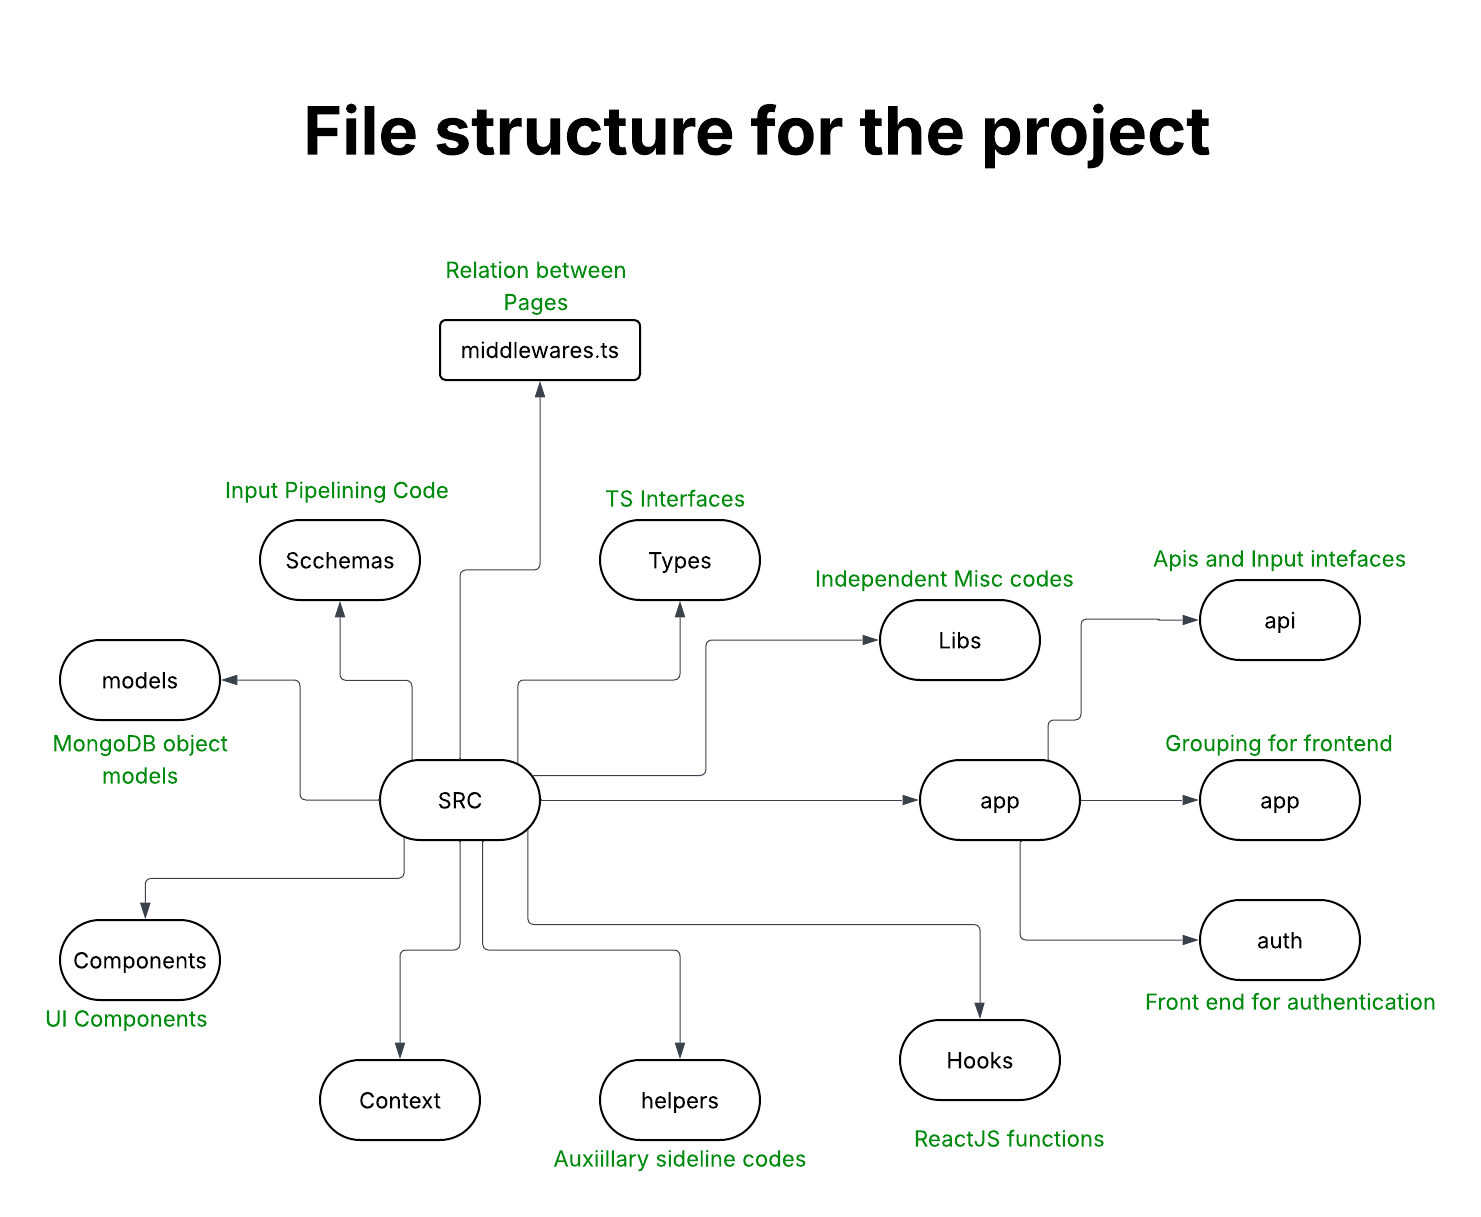 File structure for the project
Relation between
Pages
middlewares.ts
Input Pipelining Code
Scchemas
TS Interfaces
Types
Independent Misc codes
Libs
Apis and Input intefaces
api
models
MongoDB object
models
SRC
app
Grouping for frontend
app
auth
Front end for authentication
Components
UI Components
Context
helpers
Auxiillary sideline codes
Hooks
ReactJS functions